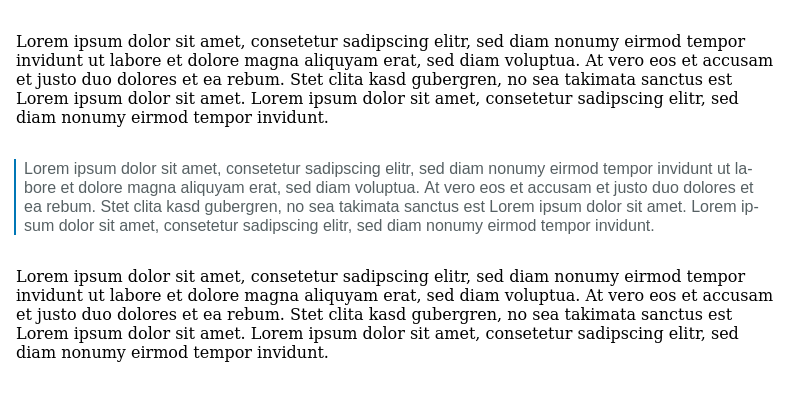 Lorem ipsum dolor sit amet, consetetur sadipscing elitr, sed diam nonumy eirmod tempor
invidunt ut labore et dolore magna aliquyam erat, sed diam voluptua. At vero eos et accusam
et justo duo dolores et ea rebum. Stet clita kasd gubergren, no sea takimata sanctus est
Lorem ipsum dolor sit amet. Lorem ipsum dolor sit amet, consetetur sadipscing elitr, sed
diam nonumy eirmod tempor invidunt.
Lorem ipsum dolor sit amet, consetetur sadipscing elitr, sed diam nonumy eirmod tempor invidunt ut la-
bore et dolore magna aliquyam erat, sed diam voluptua. At vero eos et accusam et justo duo dolores et
ea rebum. Stet clita kasd gubergren, no sea takimata sanctus est Lorem ipsum dolor sit amet. Lorem ip-
sum dolor sit amet, consetetur sadipscing elitr, sed diam nonumy eirmod tempor invidunt.
Lorem ipsum dolor sit amet, consetetur sadipscing elitr, sed diam nonumy eirmod tempor
invidunt ut labore et dolore magna aliquyam erat, sed diam voluptua. At vero eos et accusam
et justo duo dolores et ea rebum. Stet clita kasd gubergren, no sea takimata sanctus est
Lorem ipsum dolor sit amet. Lorem ipsum dolor sit amet, consetetur sadipscing elitr, sed
diam nonumy eirmod tempor invidunt.